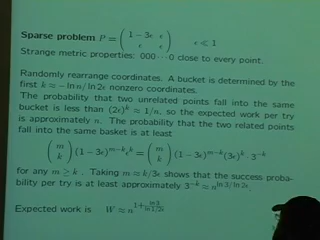 Sparse problem P = ( 1 − 3ϵ ϵ
ϵ ϵ ) ϵ ≪ 1
Strange metric properties: 000 ⋯ 0 close to every point.
Randomly rearrange coordinates. A bucket is determined by the
first k ≈ − ln n/ ln 2ϵ nonzero coordinates.
The probability that two unrelated points fall into the same
bucket is less than (2ϵ)^k ≈ 1/n, so the expected work per try
is approximately n. The probability that the two related points
fall into the same basket is at least
( m
k ) (1 − 3ϵ)^{m−k} ϵ^k = ( m
k ) (1 − 3ϵ)^{m−k} (3ϵ)^k 3^{−k}
for any m ≥ k . Taking m ≈ k/3ϵ shows that the success proba-
bility per try is at least approximately 3^{−k} ≈ n^{ln 3/ ln 2ϵ}.
Expected work is W ≈ n^{1+ \frac{ln 3}{ln 1/2ϵ}}